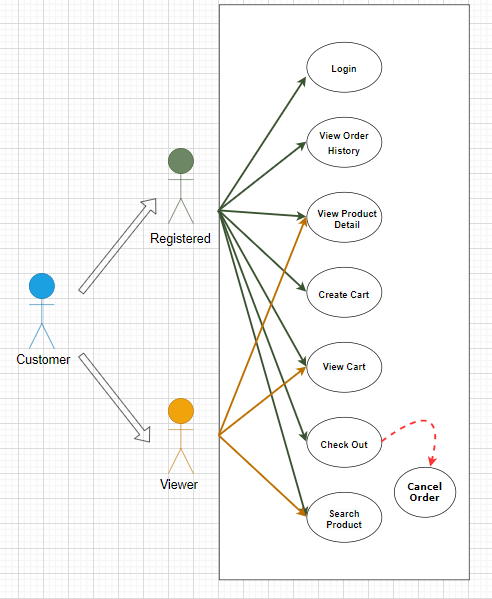 Login
View Order
History
Registered
View Product
Detail
Create Cart
Customer
View Cart
Check Out
Viewer
Cancel
Order
Search
Product